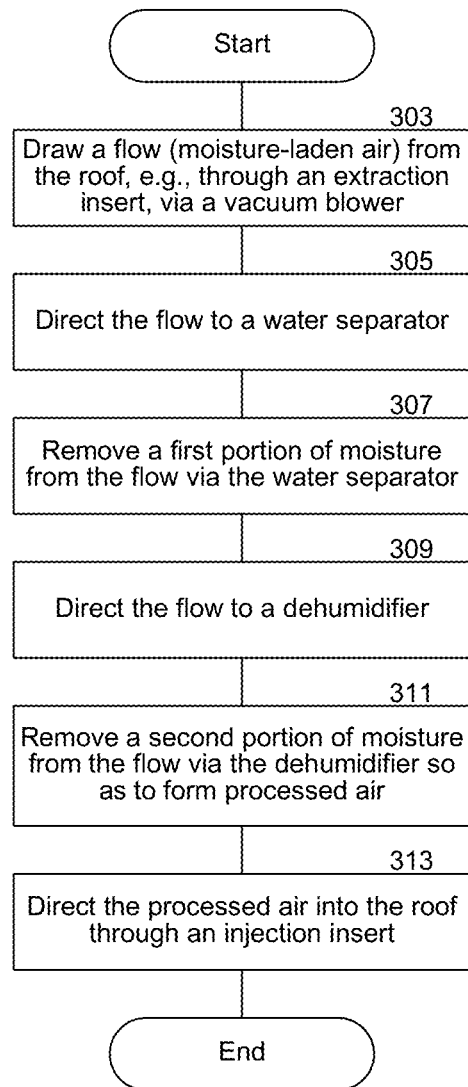 Start
303
Draw a flow (moisture-laden air) from
the roof, e.g., through an extraction
insert, via a vacuum blower
305
Direct the flow to a water separator
307
Remove a first portion of moisture
from the flow via the water separator
309
Direct the flow to a dehumidifier
311
Remove a second portion of moisture
from the flow via the dehumidifier so
as to form processed air
313
Direct the processed air into the roof
through an injection insert
End